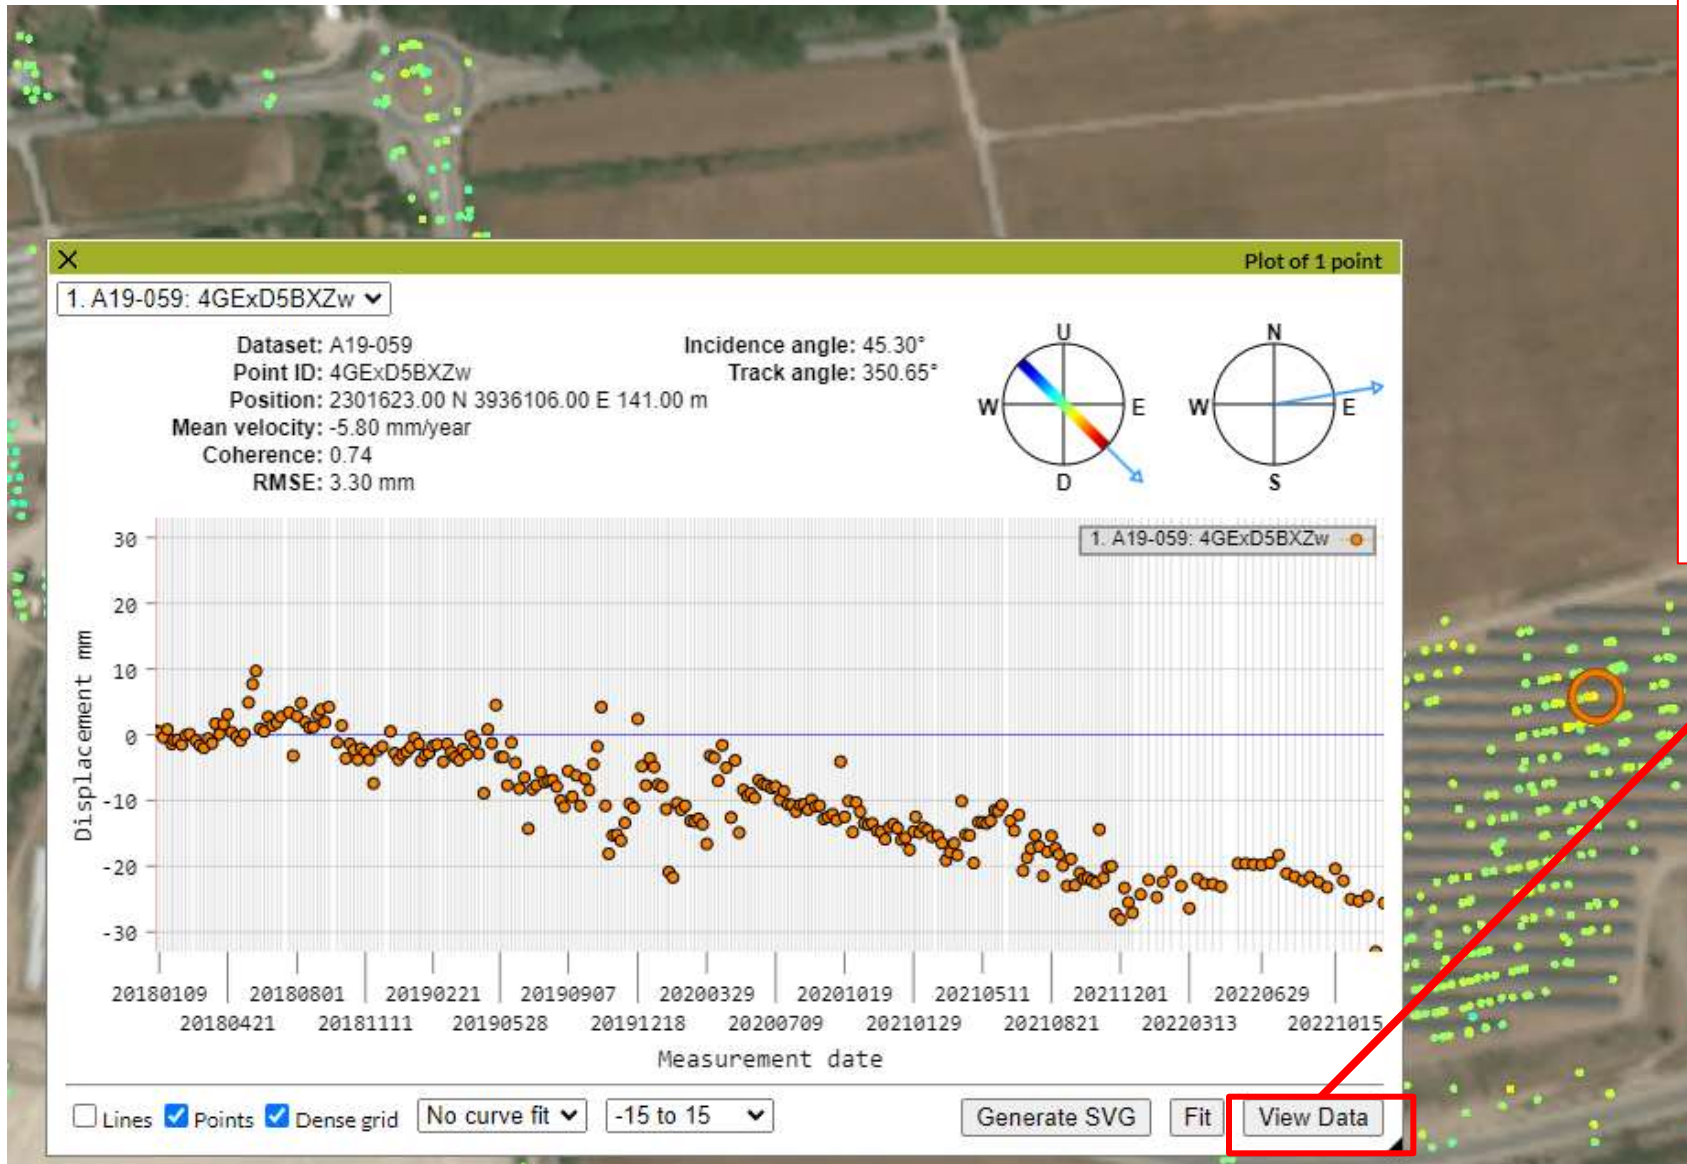 Plot of 1 point
1. A19-059: 4GExD5BXZw
Dataset: A19-059
Point ID: 4GExD5BXZw
Position: 2301623.00 N 3936106.00 E 141.00 m
Mean velocity: -5.80 mm/year
Coherence: 0.74
RMSE: 3.30 mm
Incidence angle: 45.30°
Track angle: 350.65°
U
W E
D
N
W E
S
1. A19-059: 4GExD5BXZw
30
20
10
0
-10
-20
-30
Displacement mm
20180109 20180801 20190221 20190907 20200329 20201019 20210511 20211201 20220629
20180421 20181111 20190528 20191218 20200709 20210129 20210821 20220313 20221015
Measurement date
Lines Points Dense grid No curve fit -15 to 15 Generate SVG Fit View Data